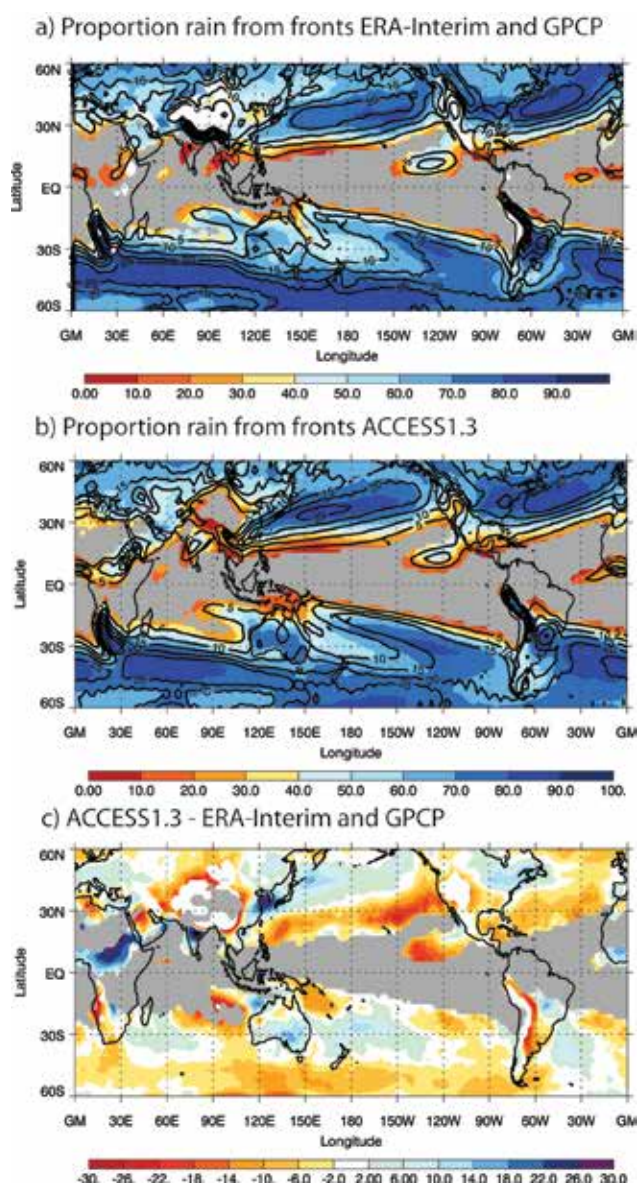 a) Proportion rain from fronts ERA-Interim and GPCP
60N
30N
EQ
30S
60S
Latitude
GM 30E 60E 90E 120E 150E 180 150W 120W 90W 60W 30W GM
Longitude
0.00 10.0 20.0 30.0 40.0 50.0 60.0 70.0 80.0 90.0
b) Proportion rain from fronts ACCESS1.3
60N
30N
EQ
30S
60S
Latitude
GM 30E 60E 90E 120E 150E 180 150W 120W 90W 60W 30W GM
Longitude
0.00 10.0 20.0 30.0 40.0 50.0 60.0 70.0 80.0 90.0 100.
c) ACCESS1.3 - ERA-Interim and GPCP
60N
30N
EQ
30S
60S
Latitude
GM 30E 60E 90E 120E 150E 180 150W 120W 90W 60W 30W GM
Longitude
-30. -26. -22. -18. -14. -10. -6.0 -2.0 2.00 6.00 10.0 14.0 18.0 22.0 26.0 30.0